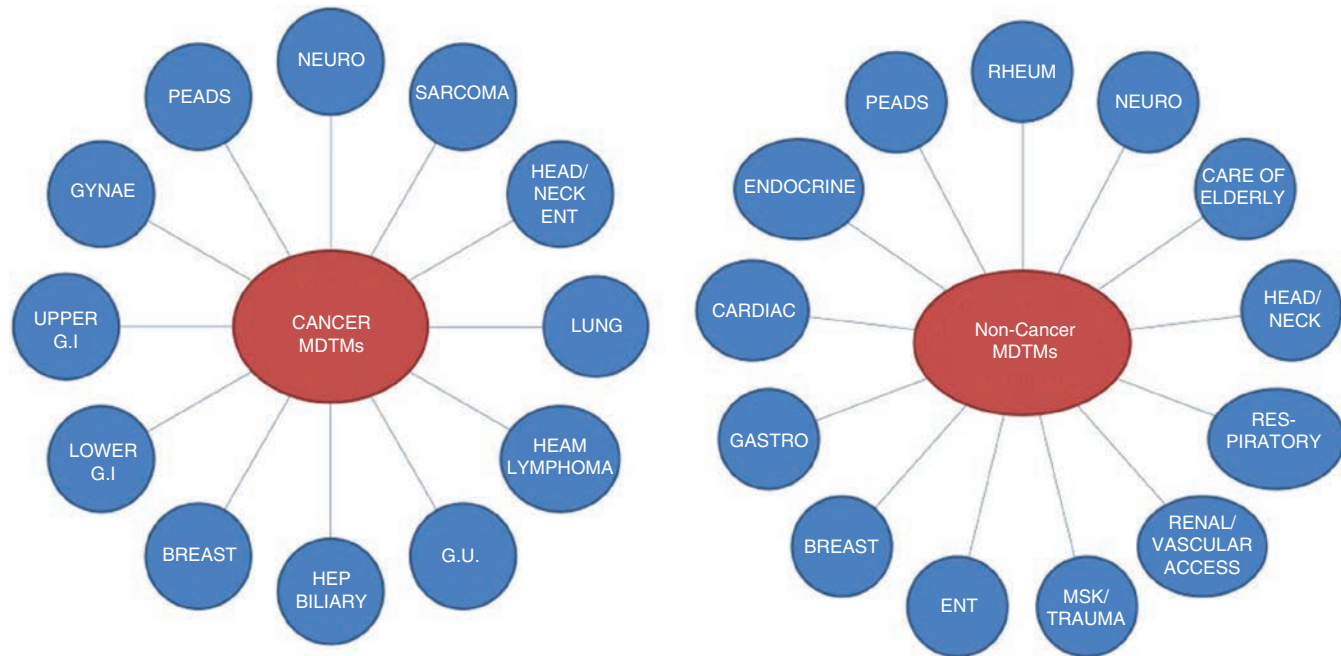 NEURO
SARCOMA
HEAD/
NECK
ENT
LUNG
HEAM
LYMPHOMA
G.U.
HEP
BILIARY
BREAST
LOWER
G.I
UPPER
G.I
GYNAE
PEADS
CANCER
MDTMs
RHEUM
NEURO
CARE OF
ELDERLY
HEAD/
NECK
RES-
PIRATORY
RENAL/
VASCULAR
ACCESS
MSK/
TRAUMA
ENT
BREAST
GASTRO
CARDIAC
ENDOCRINE
PEADS
Non-Cancer
MDTMs